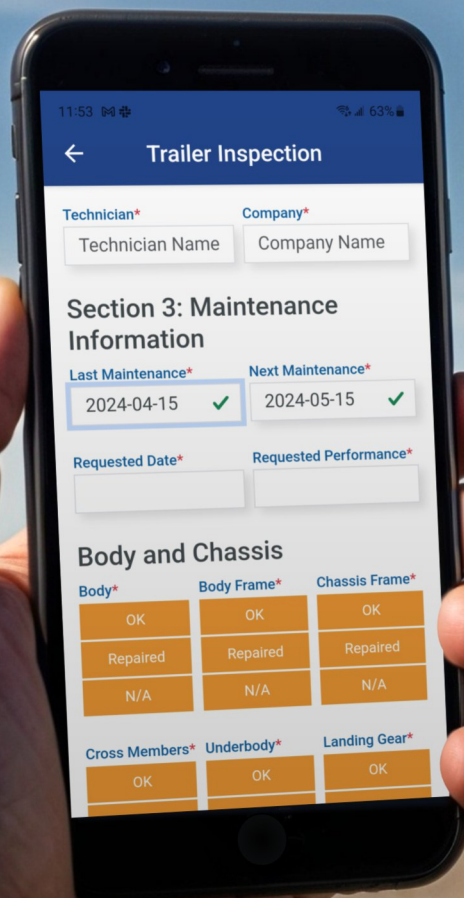 11:53 63%
Trailer Inspection
Technician* Company*
Technician Name Company Name
Section 3: Maintenance
Information
Last Maintenance* Next Maintenance*
2024-04-15 2024-05-15
Requested Date* Requested Performance*
Body and Chassis
Body* Body Frame* Chassis Frame*
OK OK OK
Repaired Repaired Repaired
N/A N/A N/A
Cross Members* Underbody* Landing Gear*
OK OK OK